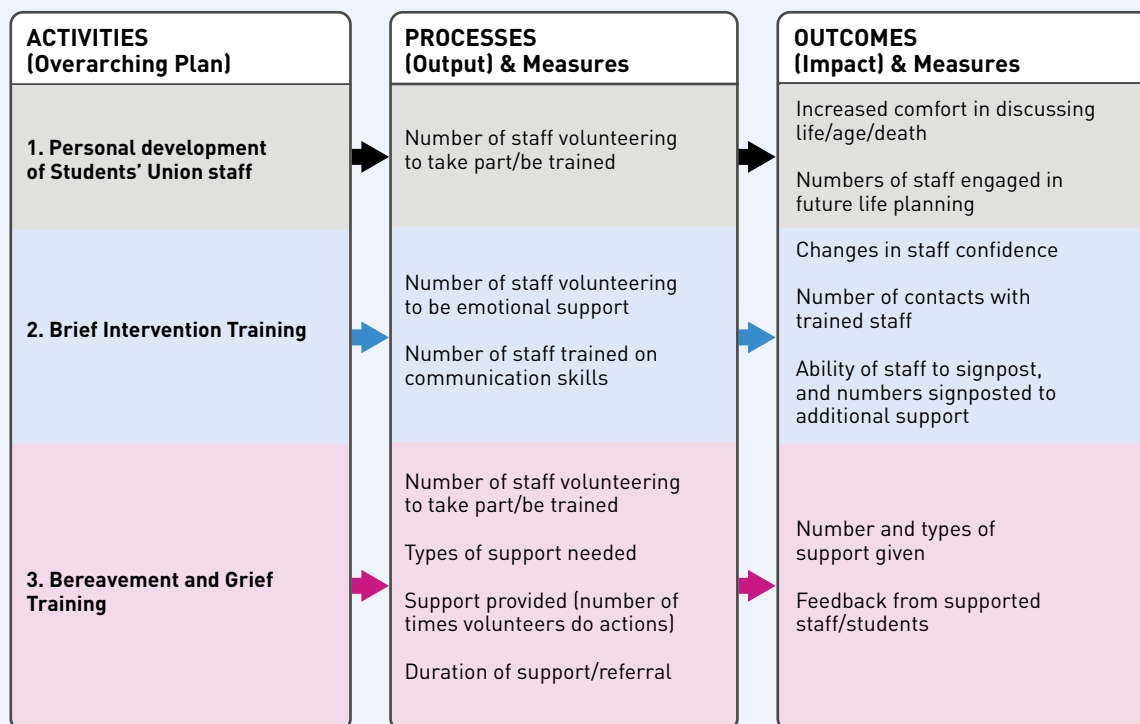 ACTIVITIES
(Overarching Plan)
1. Personal development
of Students’ Union staff
2. Brief Intervention Training
3. Bereavement and Grief
Training
PROCESSES
(Output) & Measures
Number of staff volunteering
to take part/be trained
Number of staff volunteering
to be emotional support
Number of staff trained on
communication skills
Number of staff volunteering
to take part/be trained
Types of support needed
Support provided (number of
times volunteers do actions)
Duration of support/referral
OUTCOMES
(Impact) & Measures
Increased comfort in discussing
life/age/death
Numbers of staff engaged in
future life planning
Changes in staff confidence
Number of contacts with
trained staff
Ability of staff to signpost,
and numbers signposted to
additional support
Number and types of
support given
Feedback from supported
staff/students